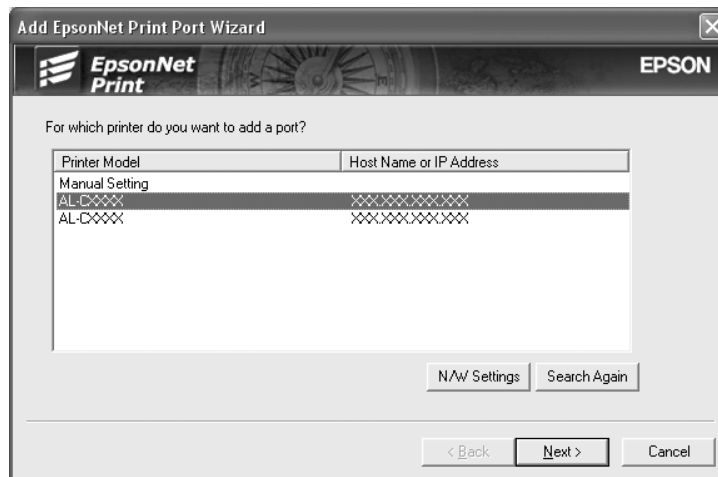 Add EpsonNet Print Port Wizard
EpsonNet
Print
EPSON
For which printer do you want to add a port?
Printer Model Host Name or IP Address
Manual Setting
AL-CXXXX XXX.XXX.XXX.XXX
AL-CXXXX XXX.XXX.XXX.XXX
N/W Settings Search Again
< Back Next > Cancel